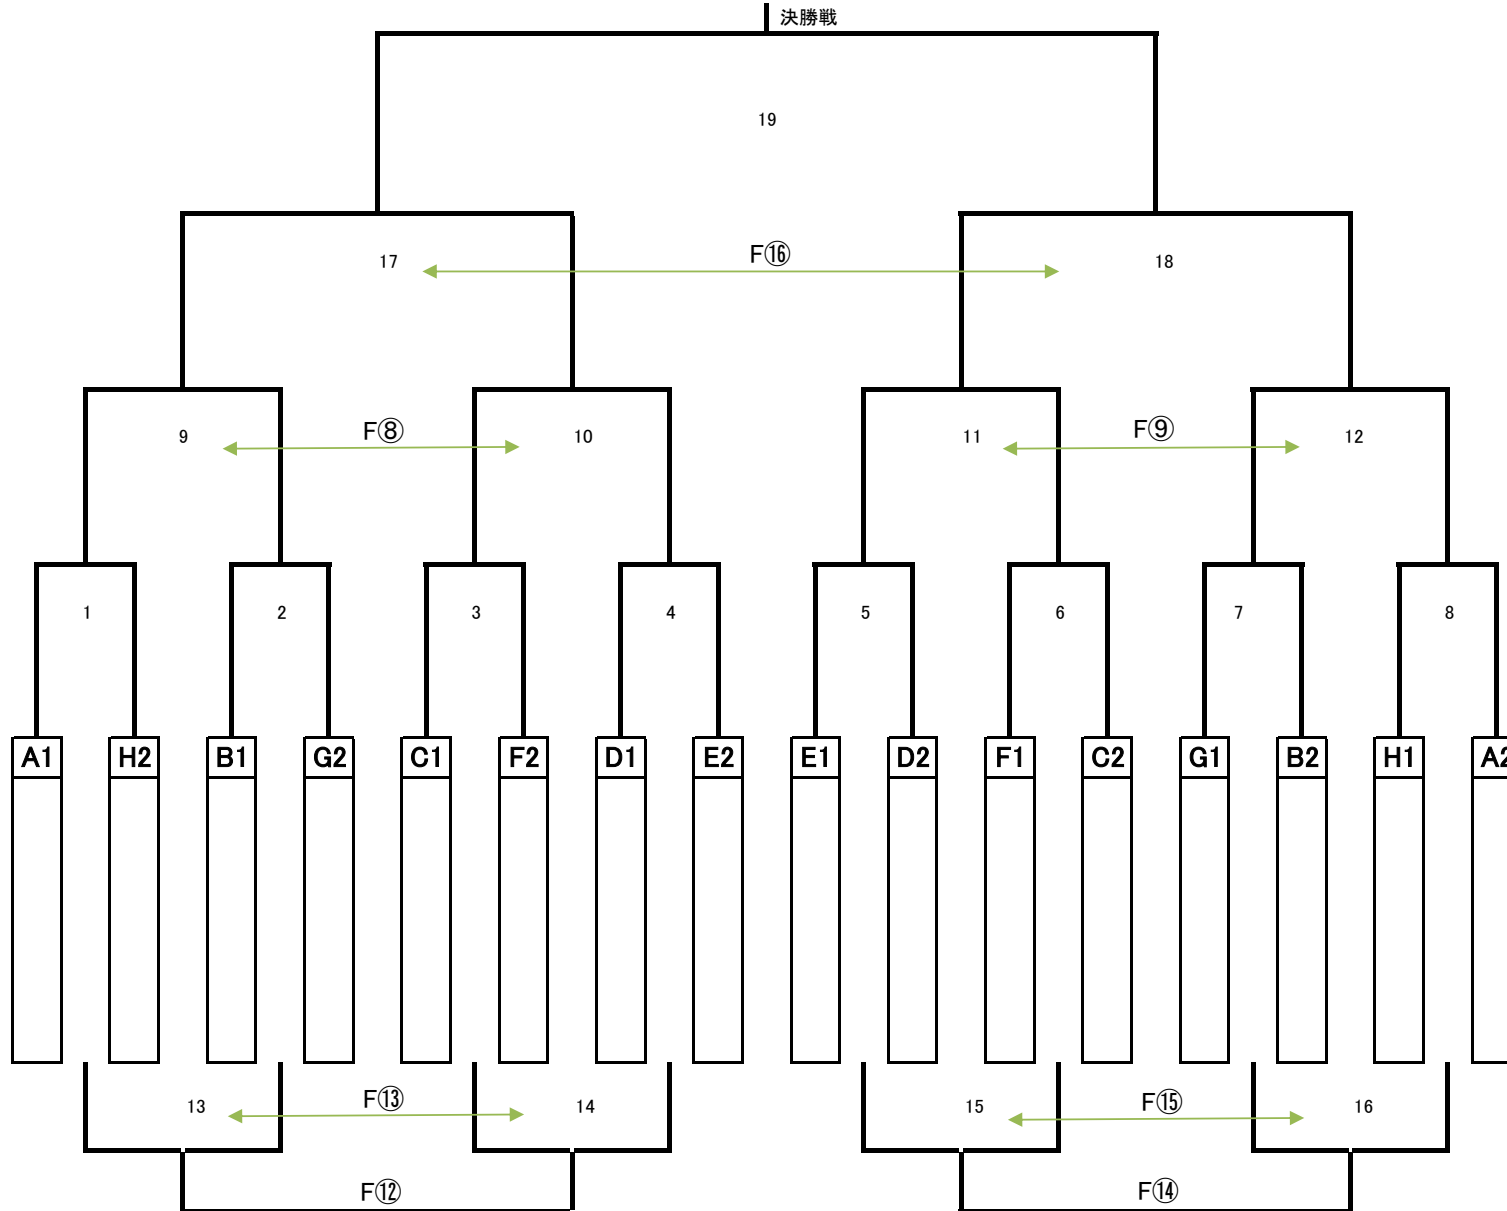 決勝戦
19
17 F⑯ 18
9 F⑧ 10 11 F⑨ 12
1 2 3 4 5 6 7 8
A1 H2 B1 G2 C1 F2 D1 E2 E1 D2 F1 C2 G1 B2 H1 A2
13 F⑬ 14 15 F⑮ 16
F⑫ F⑭